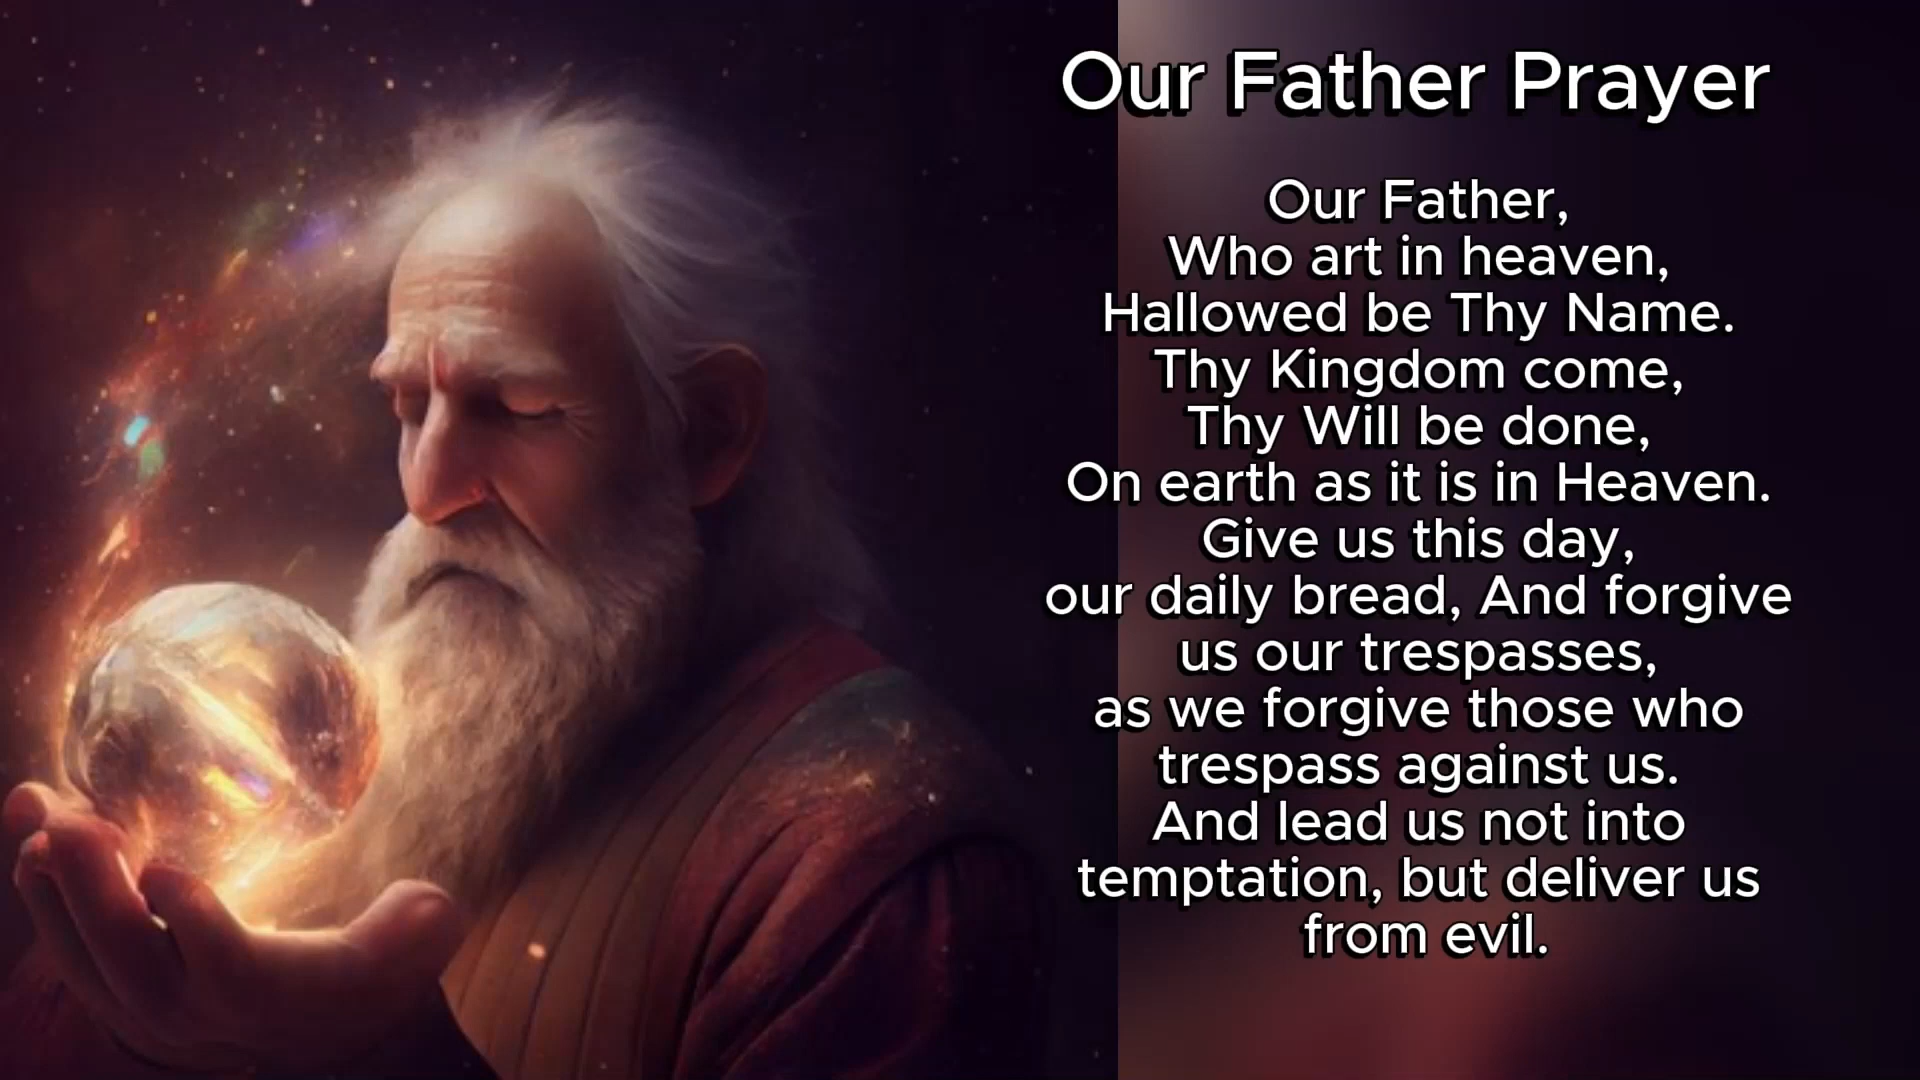 Our Father Prayer
Our Father,
Who art in heaven,
Hallowed be Thy Name.
Thy Kingdom come,
Thy Will be done,
On earth as it is in Heaven.
Give us this day,
our daily bread, And forgive
us our trespasses,
as we forgive those who
trespass against us.
And lead us not into
temptation, but deliver us
from evil.